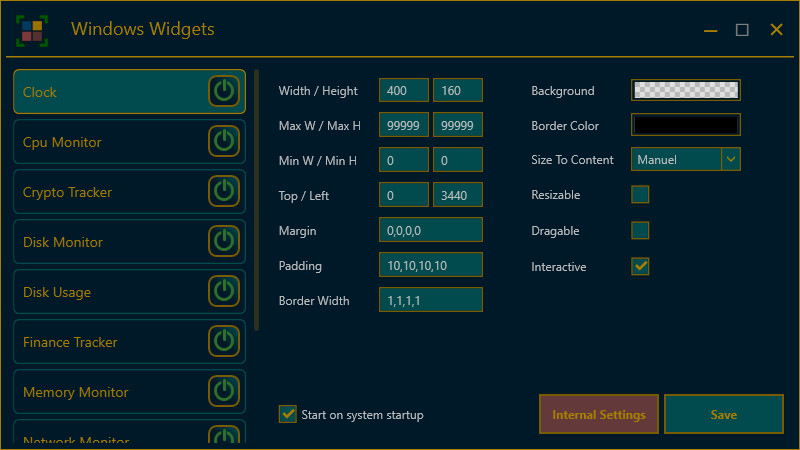 Windows Widgets
Clock
Cpu Monitor
Crypto Tracker
Disk Monitor
Disk Usage
Finance Tracker
Memory Monitor
Network Monitor
Width / Height 400 160
Max W / Max H 99999 99999
Min W / Min H 0 0
Top / Left 0 3440
Margin 0,0,0,0
Padding 10,10,10,10
Border Width 1,1,1,1
Background
Border Color
Size To Content Manuel
Resizable
Dragable
Interactive
Start on system startup
Internal Settings
Save